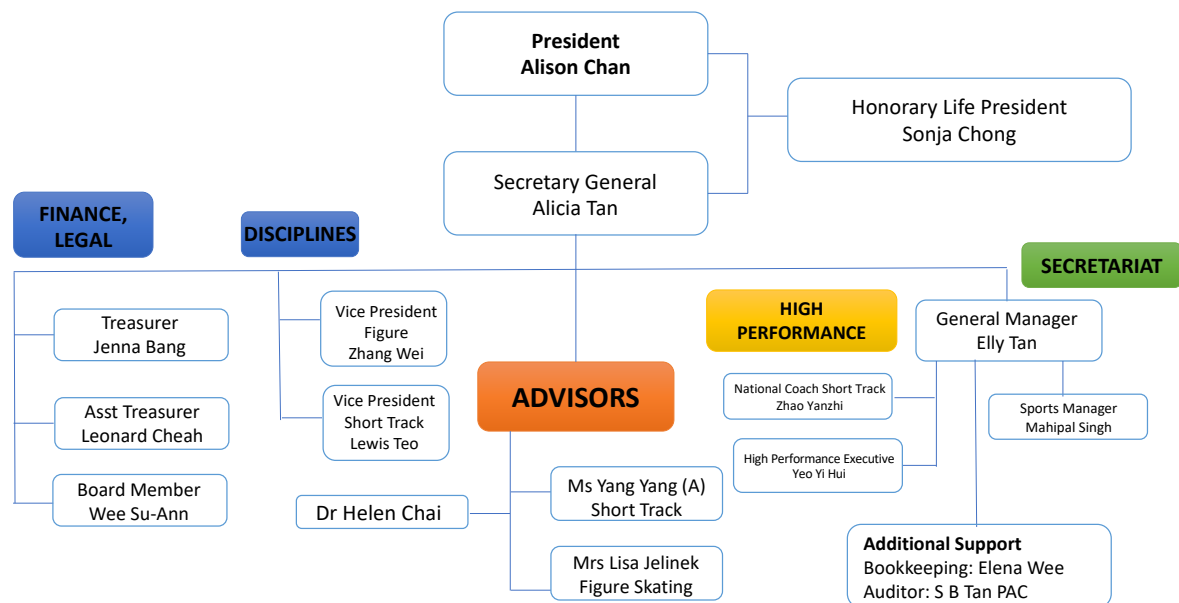 President
Alison Chan
Honorary Life President
Sonja Chong
Secretary General
Alicia Tan
FINANCE,
LEGAL
DISCIPLINES
SECRETARIAT
Treasurer
Jenna Bang
Asst Treasurer
Leonard Cheah
Board Member
Wee Su-Ann
Vice President
Figure
Zhang Wei
Vice President
Short Track
Lewis Teo
ADVISORS
Dr Helen Chai
Ms Yang Yang (A)
Short Track
Mrs Lisa Jelinek
Figure Skating
HIGH
PERFORMANCE
National Coach Short Track
Zhao Yanzhi
High Performance Executive
Yeo Yi Hui
General Manager
Elly Tan
Sports Manager
Mahipal Singh
Additional Support
Bookkeeping: Elena Wee
Auditor: S B Tan PAC